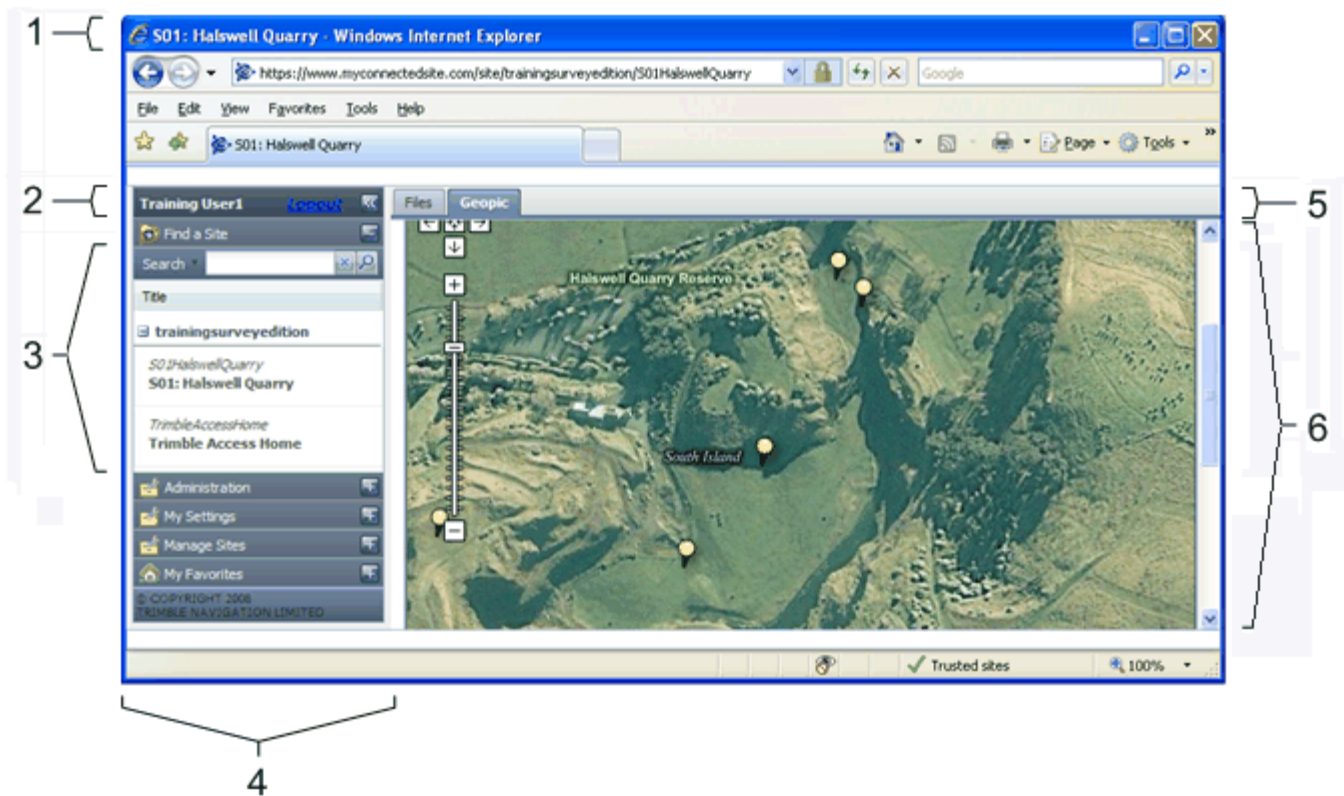 1
S01: Halswell Quarry - Windows Internet Explorer
https://www.myconnectedsite.com/site/trainingsurveyedition/S01HalswellQuarry
Google
File Edit View Favorites Tools Help
S01: Halswell Quarry
Page Tools
2
Training User1 Logout
Files Geopic
5
Find a Site
Search
3
Title
trainingsurveyedition
S01HalswellQuarry
S01: Halswell Quarry
TrimbleAccessHome
Trimble Access Home
Administration
My Settings
Manage Sites
My Favorites
© COPYRIGHT 2008
TRIMBLE NAVIGATION LIMITED
Halswell Quarry Reserve
South Island
6
Trusted sites
100%
4